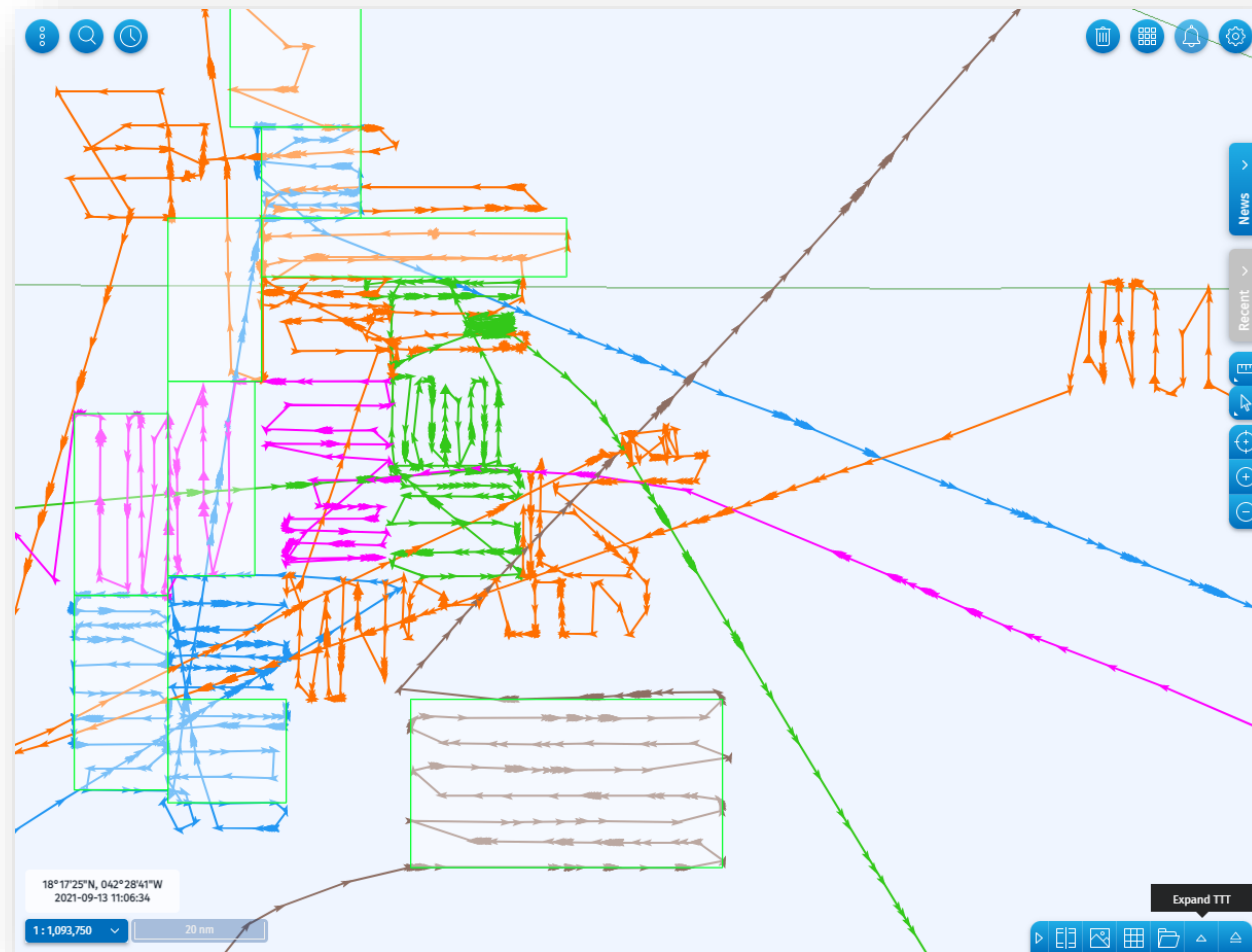 News
Recent
18°17'25"N, 042°28'41"W
2021-09-13 11:06:34
1 : 1,093,750
20 nm
Expand TTT